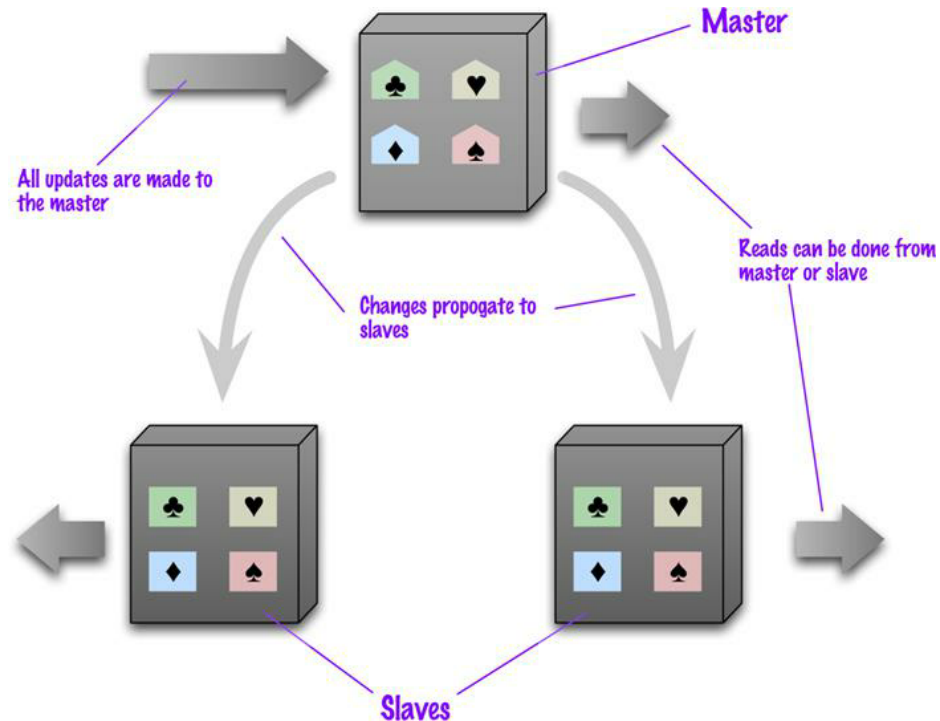 Master
All updates are made to
the master
Reads can be done from
master or slave
Changes propogate to
slaves
Slaves